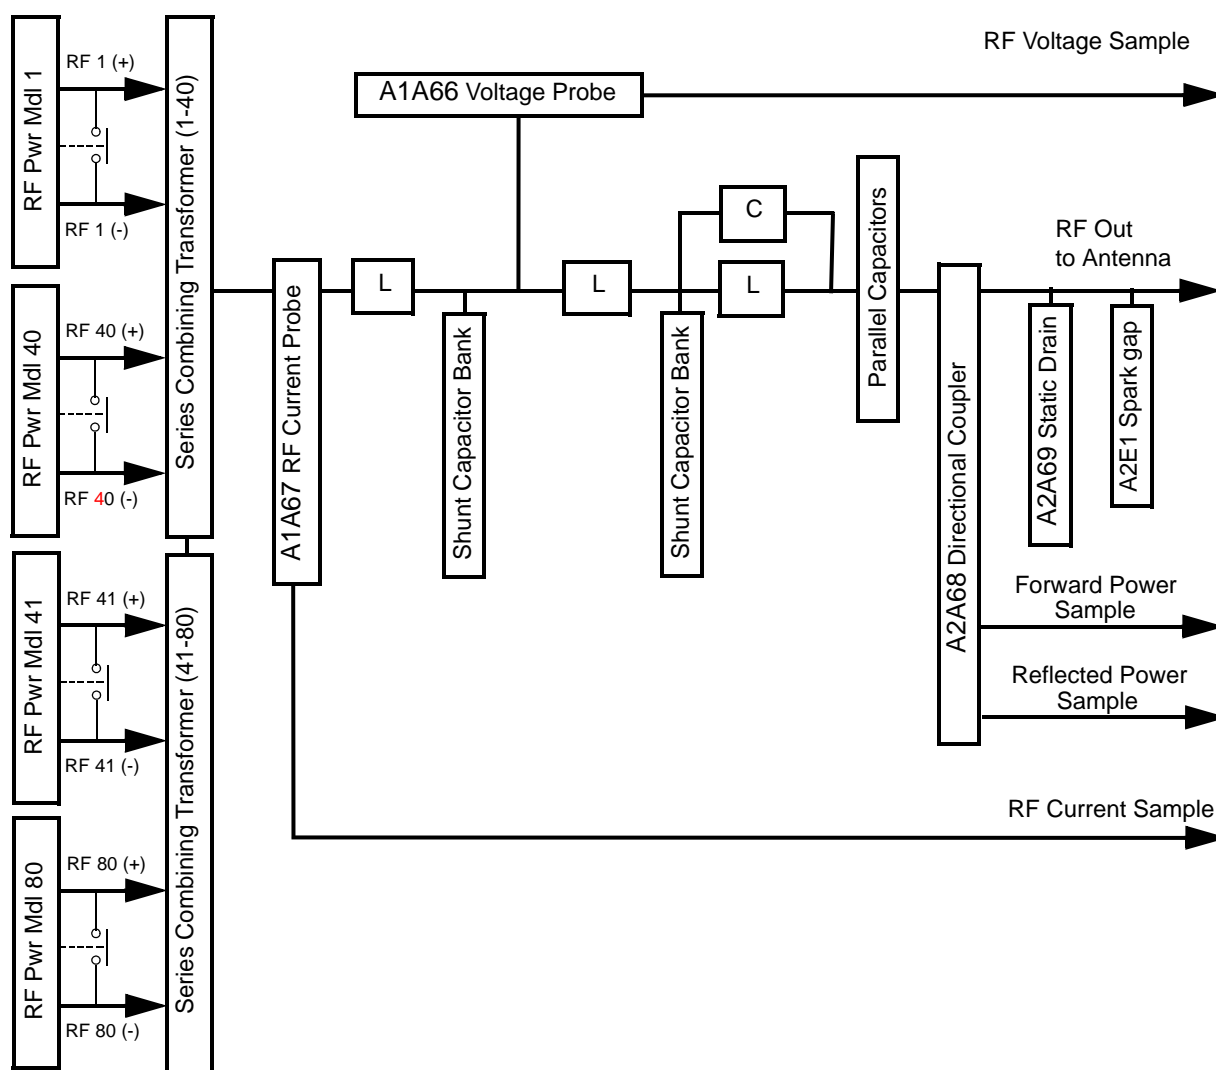 RF Pwr Mdl 1
RF 1 (+)
RF 1 (-)
RF Pwr Mdl 40
RF 40 (+)
RF 40 (-)
RF Pwr Mdl 41
RF 41 (+)
RF 41 (-)
RF Pwr Mdl 80
RF 80 (+)
RF 80 (-)
Series Combining Transformer (1-40)
Series Combining Transformer (41-80)
A1A67 RF Current Probe
L
Shunt Capacitor Bank
A1A66 Voltage Probe
RF Voltage Sample
L
Shunt Capacitor Bank
C
L
Parallel Capacitors
A2A68 Directional Coupler
RF Out
to Antenna
A2A69 Static Drain
A2E1 Spark gap
Forward Power
Sample
Reflected Power
Sample
RF Current Sample